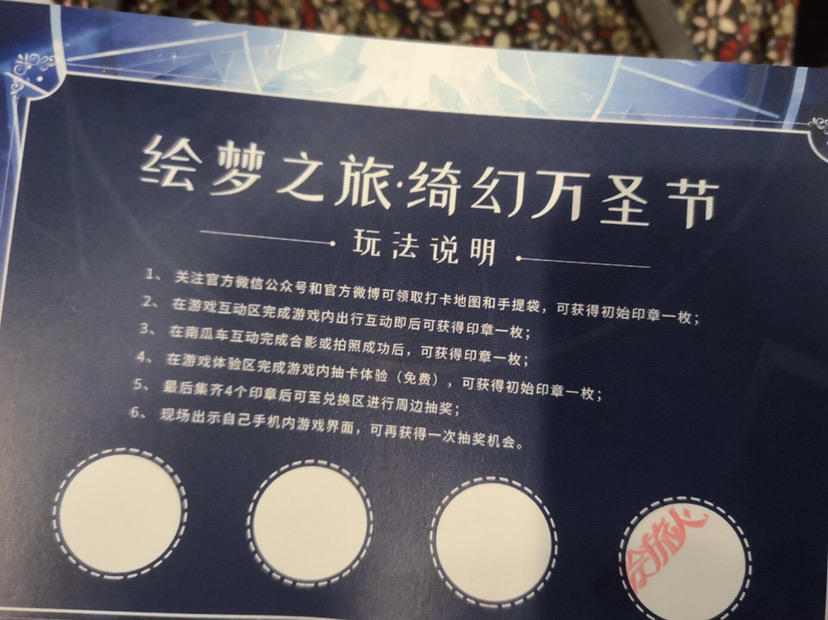 绘梦之旅·绮幻万圣节
玩法说明
1、关注官方微信公众号和官方微博可领取打卡地图和手提袋，可获得初始印章一枚；
2、在游戏互动区完成游戏内出行互动即后可获得印章一枚；
3、在南瓜车互动完成合影或拍照成功后，可获得印章一枚；
4、在游戏体验区完成游戏内抽卡体验（免费），可获得初始印章一枚；
5、最后集齐4个印章后可至兑换区进行周边抽奖；
6、现场出示自己手机内游戏界面，可再获得一次抽奖机会。
绘旅人